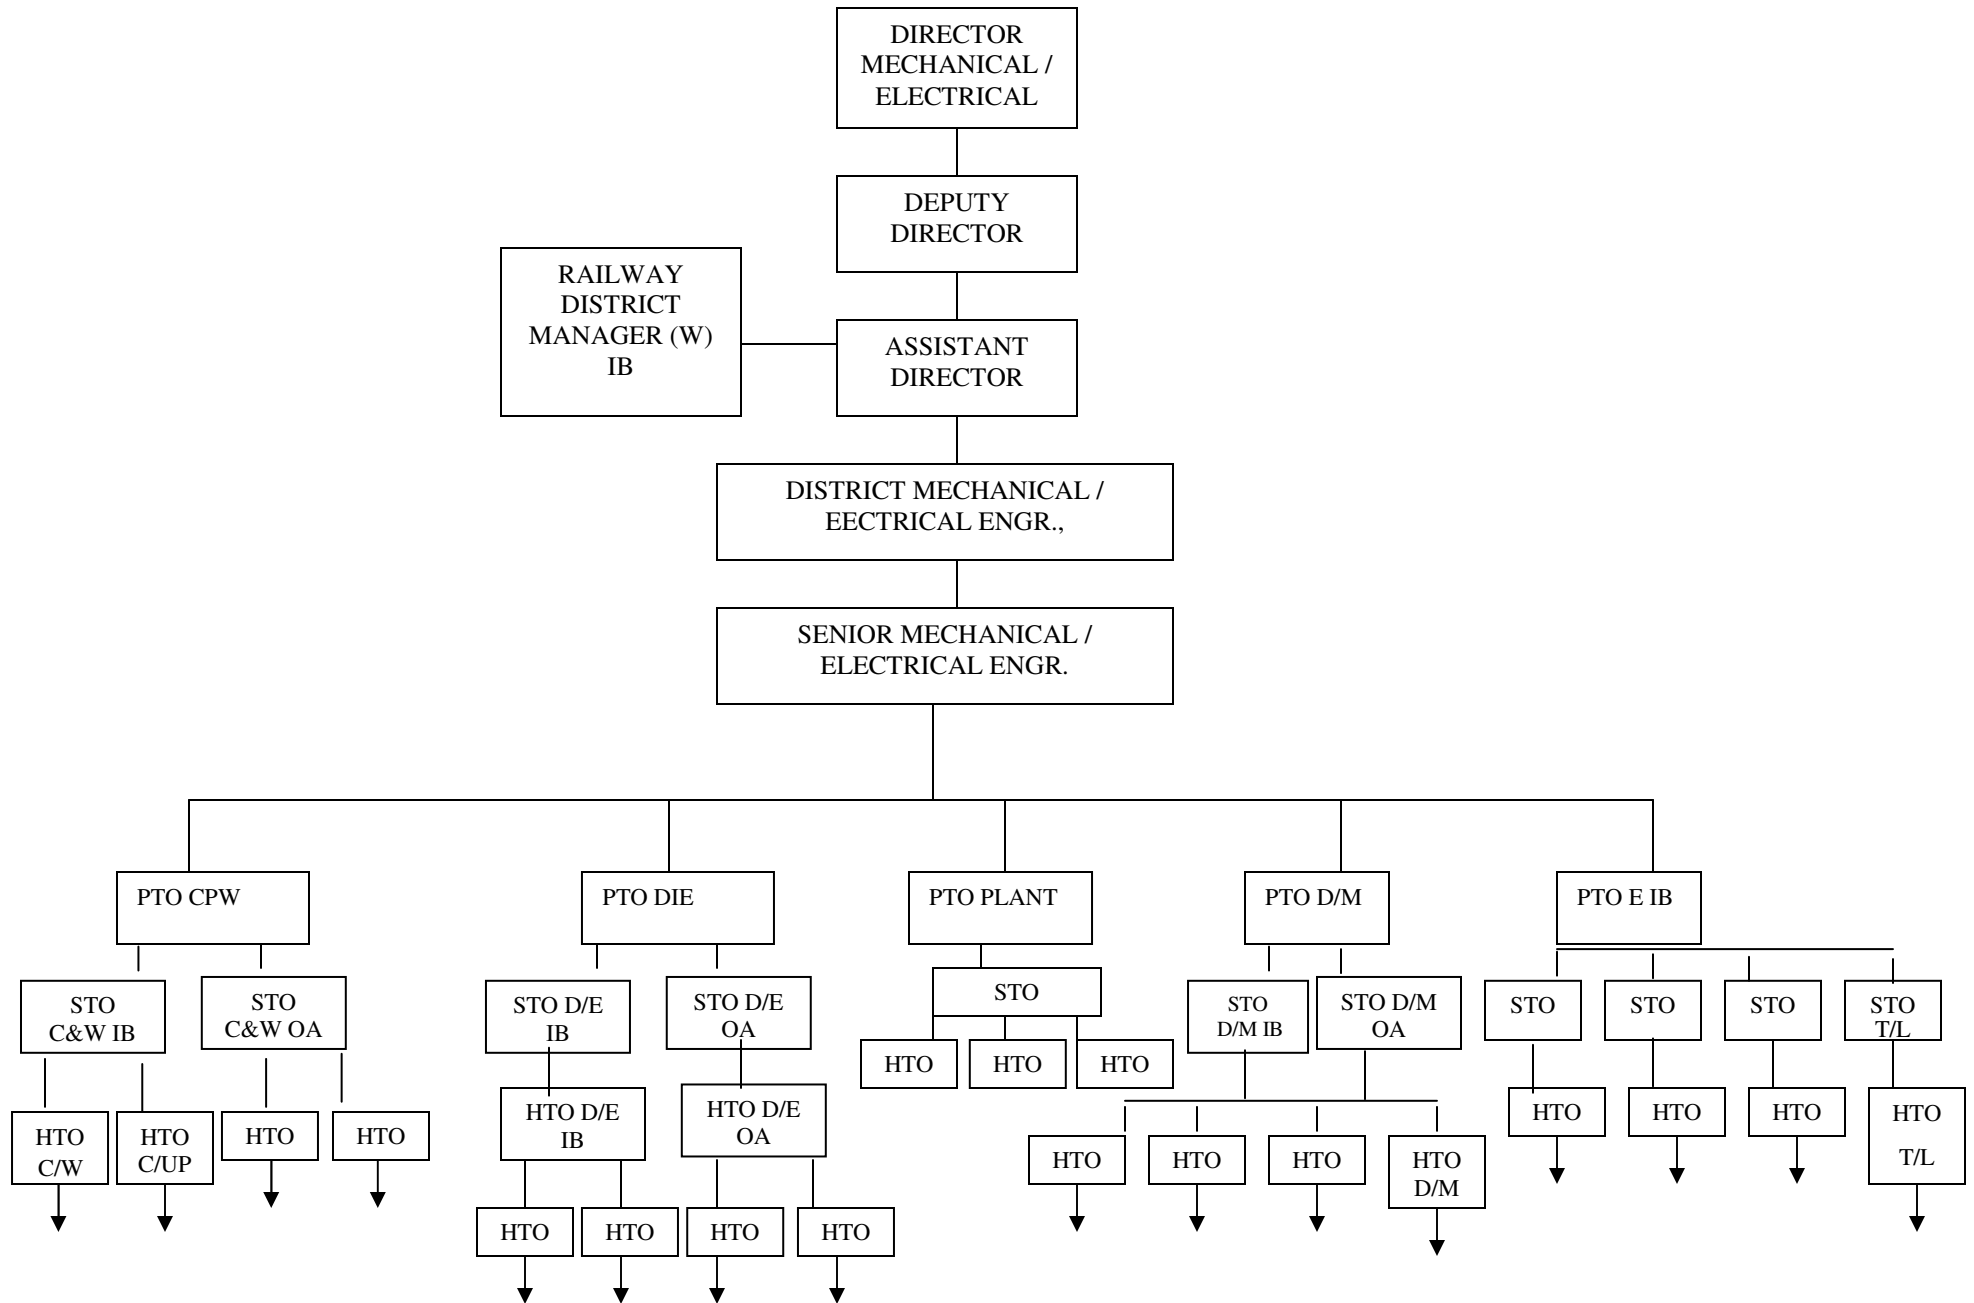 DIRECTOR
MECHANICAL /
ELECTRICAL
DEPUTY
DIRECTOR
RAILWAY
DISTRICT
MANAGER (W)
IB
ASSISTANT
DIRECTOR
DISTRICT MECHANICAL /
EECTRICAL ENGR.,
SENIOR MECHANICAL /
ELECTRICAL ENGR.
PTO CPW
PTO DIE
PTO PLANT
PTO D/M
PTO E IB
STO
C&W IB
STO
C&W OA
STO D/E
IB
STO D/E
OA
STO
STO
D/M IB
STO D/M
OA
STO
STO
STO
STO
T/L
HTO
C/W
HTO
C/UP
HTO
HTO
HTO D/E
IB
HTO D/E
OA
HTO
HTO
HTO
HTO
HTO
HTO
HTO
D/M
HTO
HTO
HTO
HTO
T/L
HTO
HTO
HTO
HTO